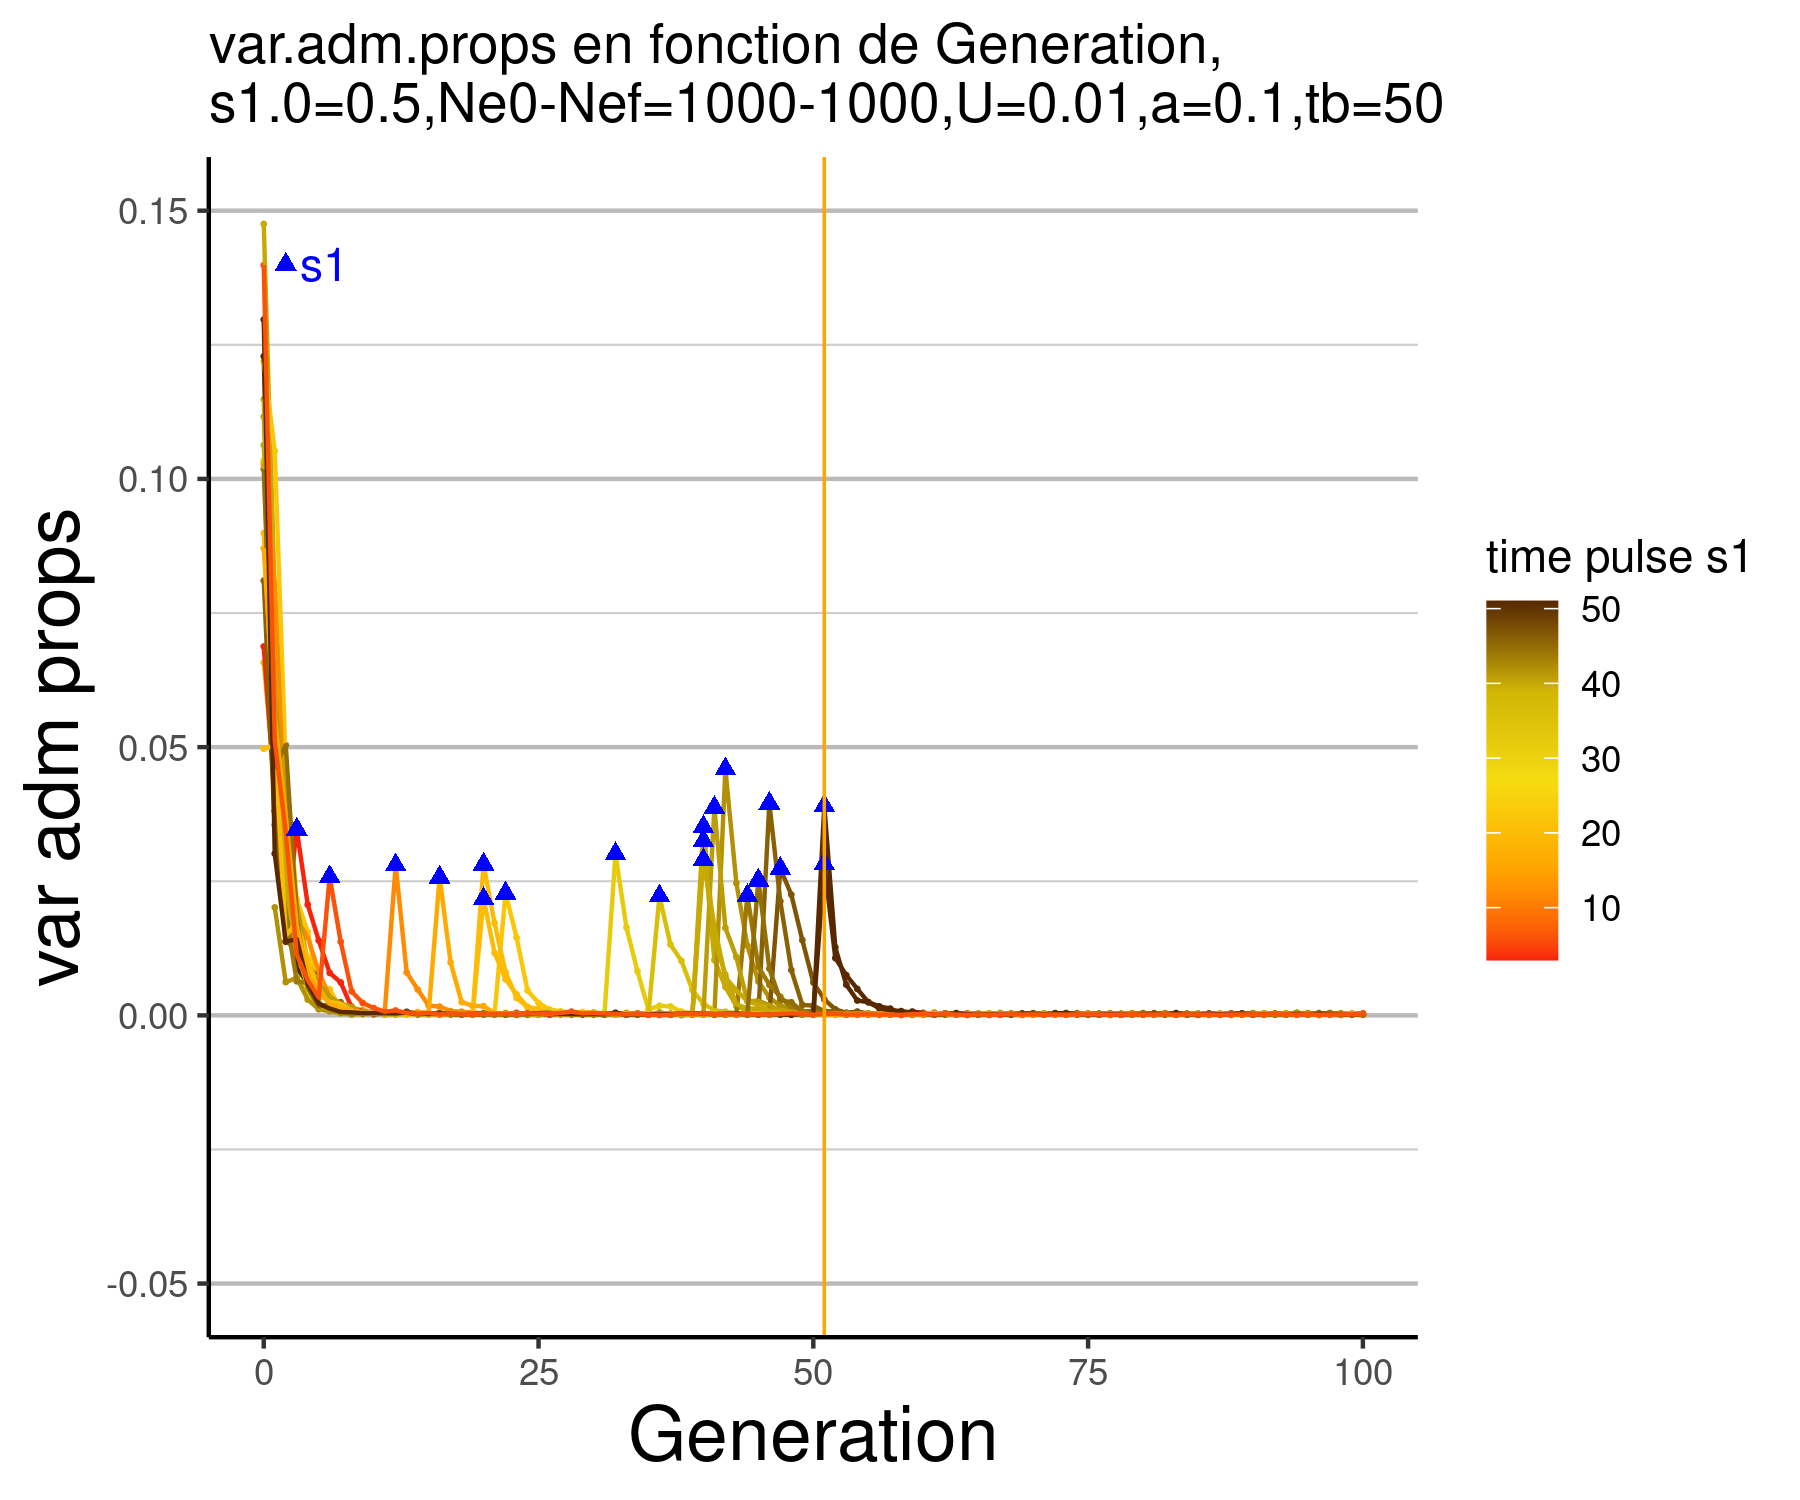 var.adm.props en fonction de Generation,
s1.0=0.5,Ne0-Nef=1000-1000,U=0.01,a=0.1,tb=50
var adm props
0.15
0.10
0.05
0.00
-0.05
s1
0
25
50
75
100
Generation
time pulse s1
50
40
30
20
10